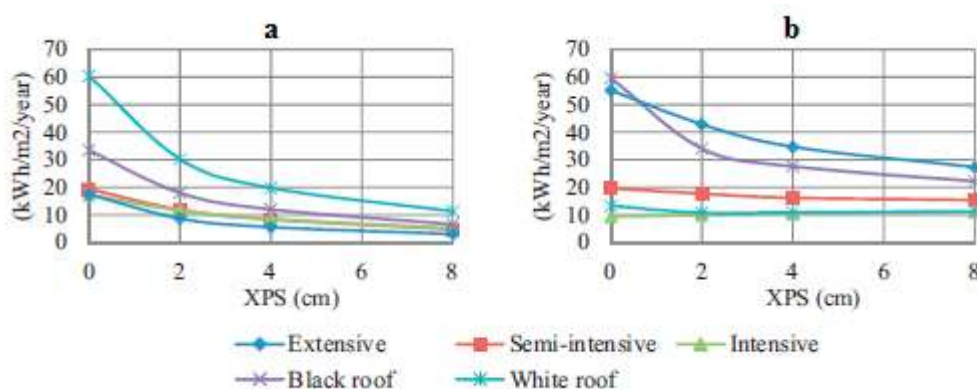 a
b
(kWh/m2/year)
70
60
50
40
30
20
10
0
0 2 4 6 8
XPS (cm)
(kWh/m2/year)
70
60
50
40
30
20
10
0
0 2 4 6 8
XPS (cm)
Extensive Semi-intensive Intensive
Black roof White roof